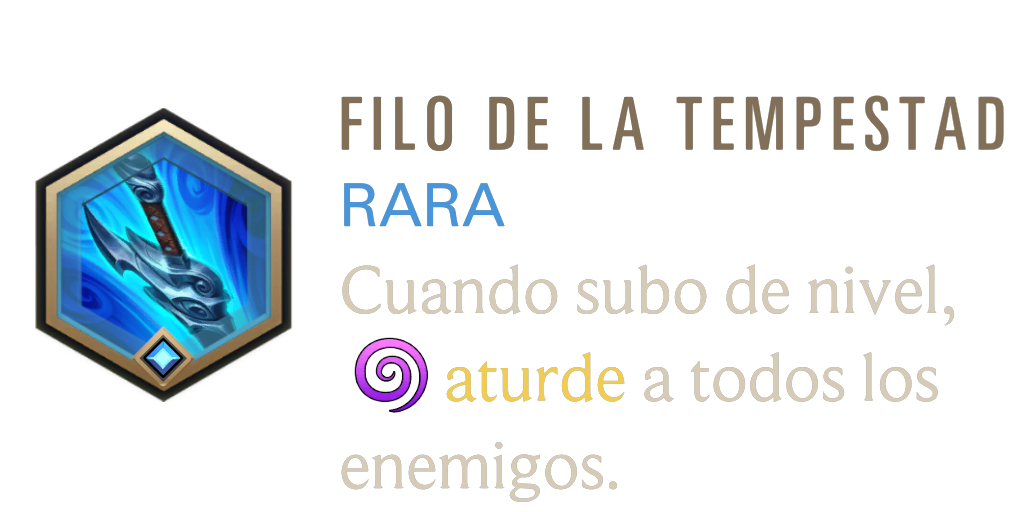 FILO DE LA TEMPESTAD
RARA
Cuando subo de nivel,
aturde a todos los
enemigos.